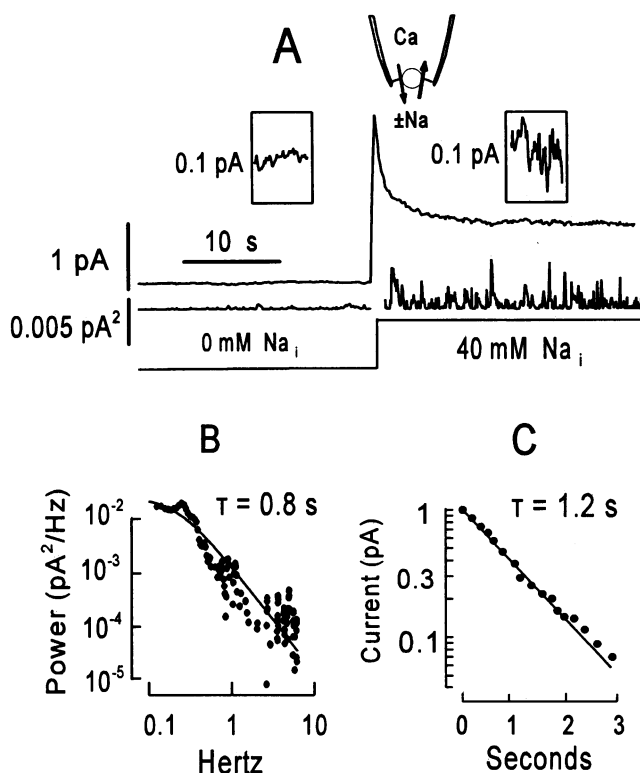 A
Ca
±Na
0.1 pA
0.1 pA
10 s
1 pA
0.005 pA²
0 mM Na i
40 mM Na i
B
Power (pA²/Hz)
10⁻²
10⁻³
10⁻⁴
10⁻⁵
τ = 0.8 s
0.1
1
10
Hertz
C
Current (pA)
1
0.3
0.1
τ = 1.2 s
0
1
2
3
Seconds